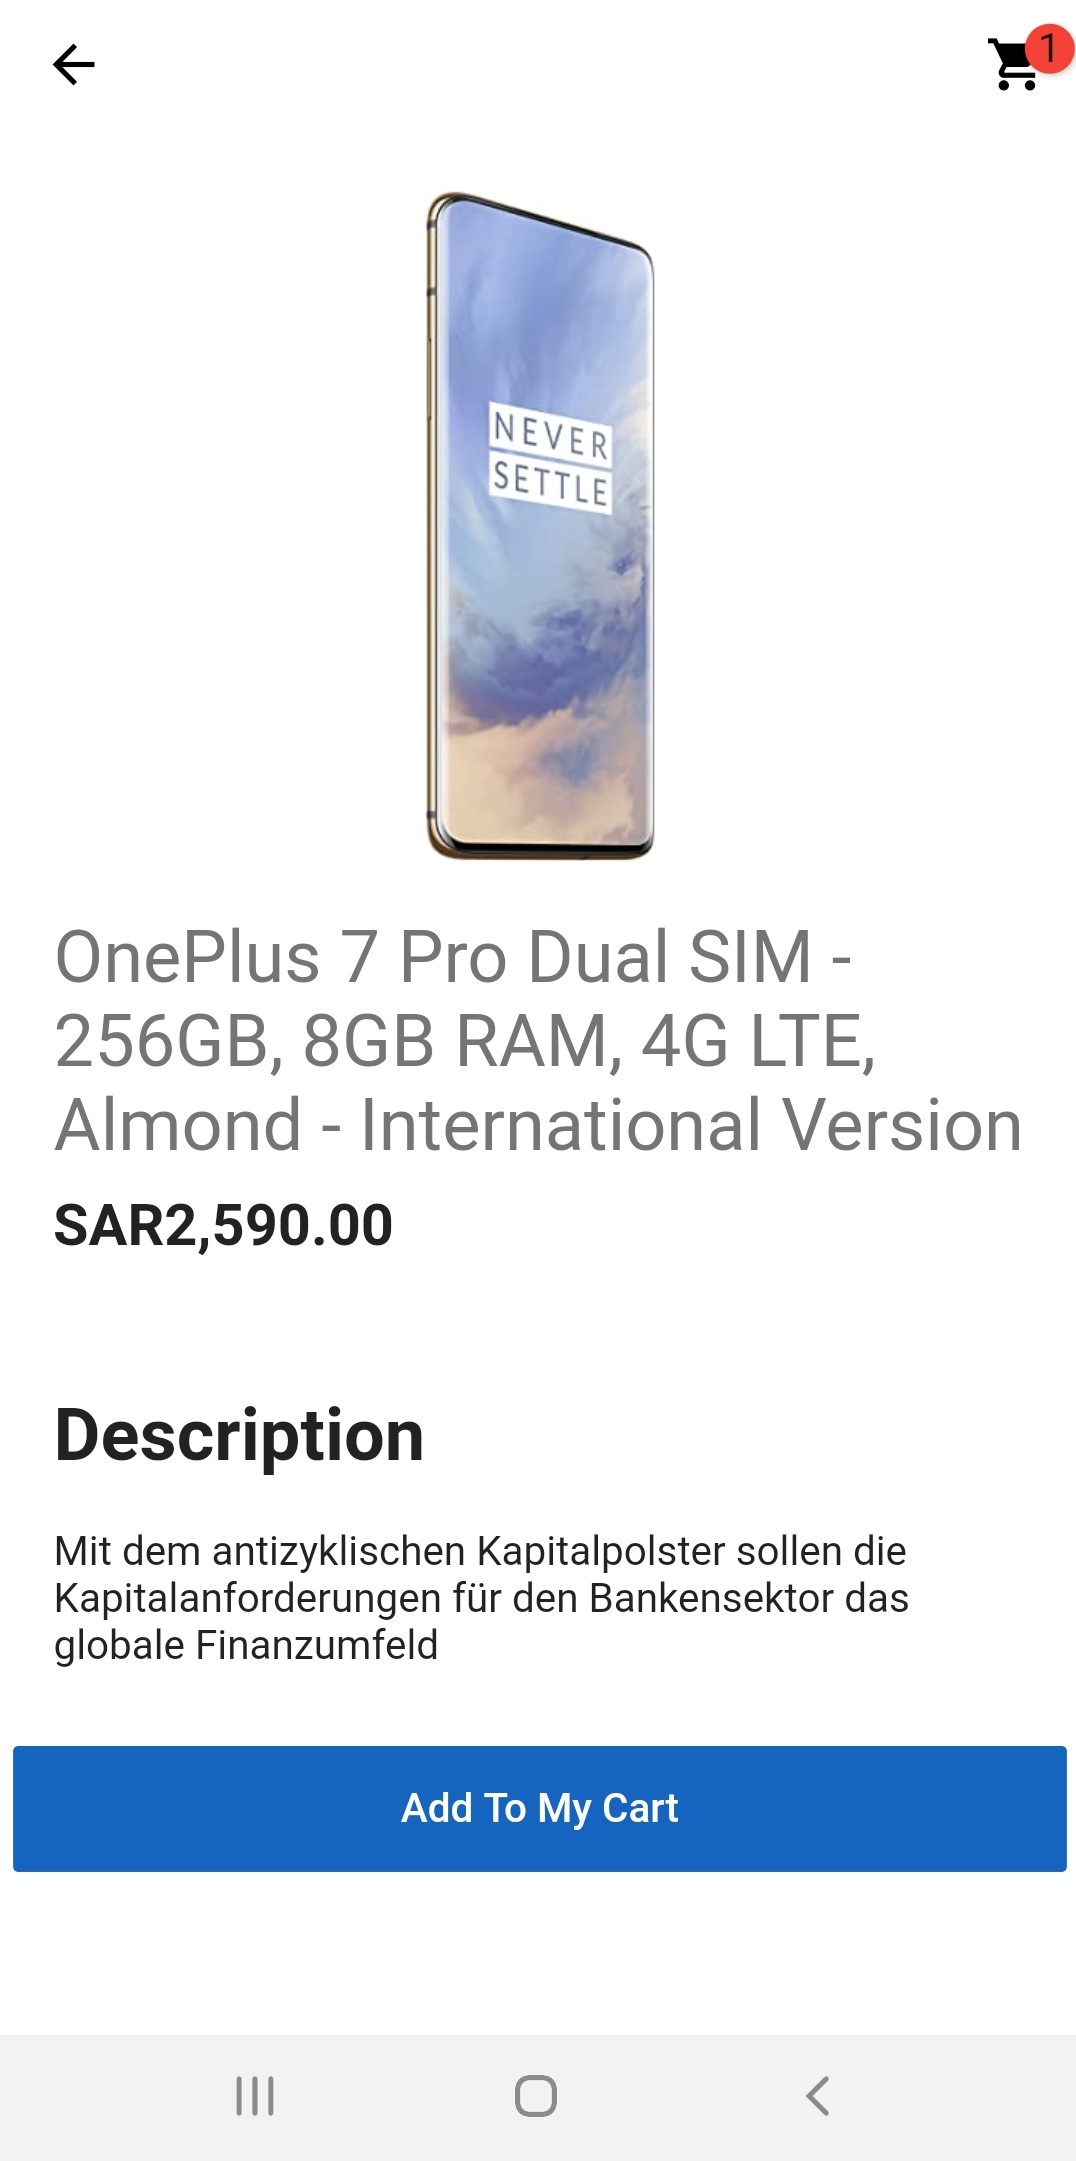 1
NEVER
SETTLE
OnePlus 7 Pro Dual SIM -
256GB, 8GB RAM, 4G LTE,
Almond - International Version
SAR2,590.00
Description
Mit dem antizyklischen Kapitalpolster sollen die
Kapitalanforderungen für den Bankensektor das
globale Finanzumfeld
Add To My Cart